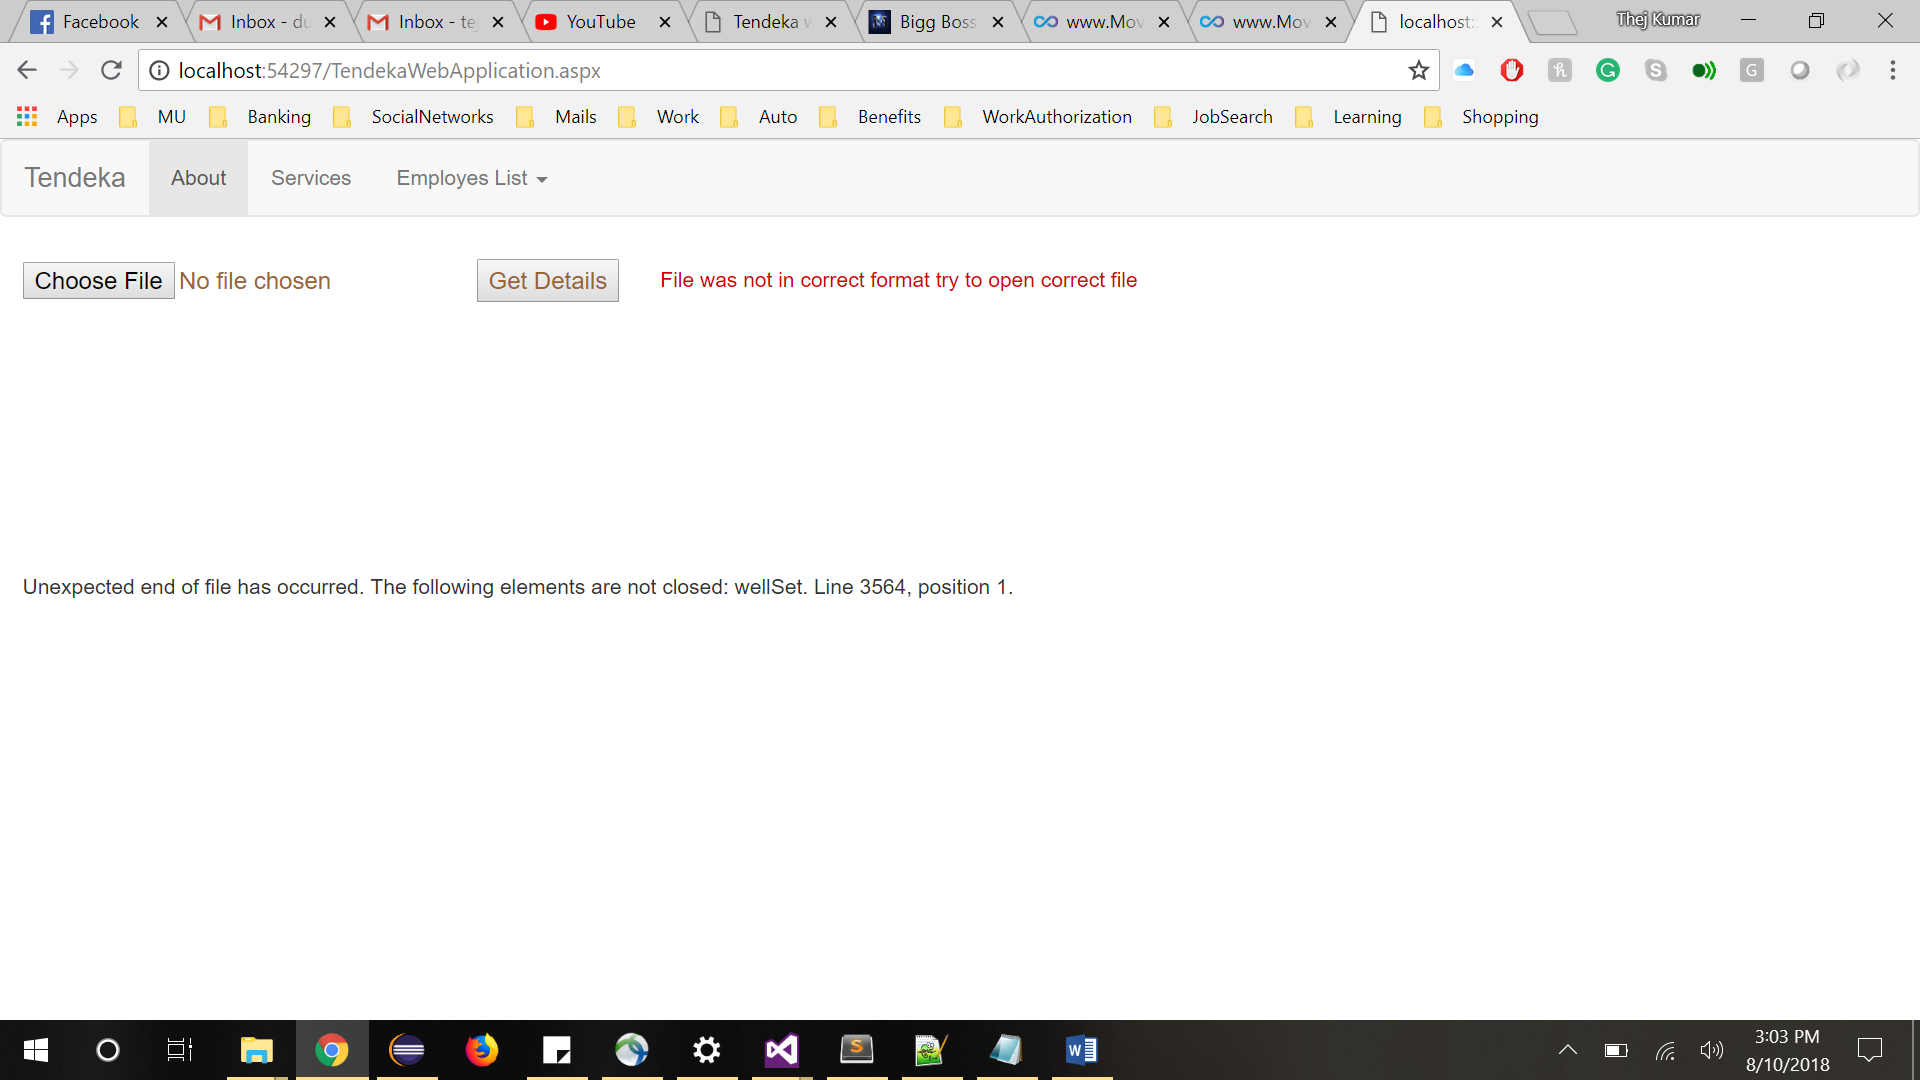 Facebook Inbox - du Inbox - te YouTube Tendeka w Bigg Boss www.Mov www.Mov localhost: Thej Kumar
localhost:54297/TendekaWebApplication.aspx
Apps MU Banking SocialNetworks Mails Work Auto Benefits WorkAuthorization JobSearch Learning Shopping
Tendeka About Services Employes List
Choose File No file chosen Get Details File was not in correct format try to open correct file
Unexpected end of file has occurred. The following elements are not closed: wellSet. Line 3564, position 1.
3:03 PM
8/10/2018